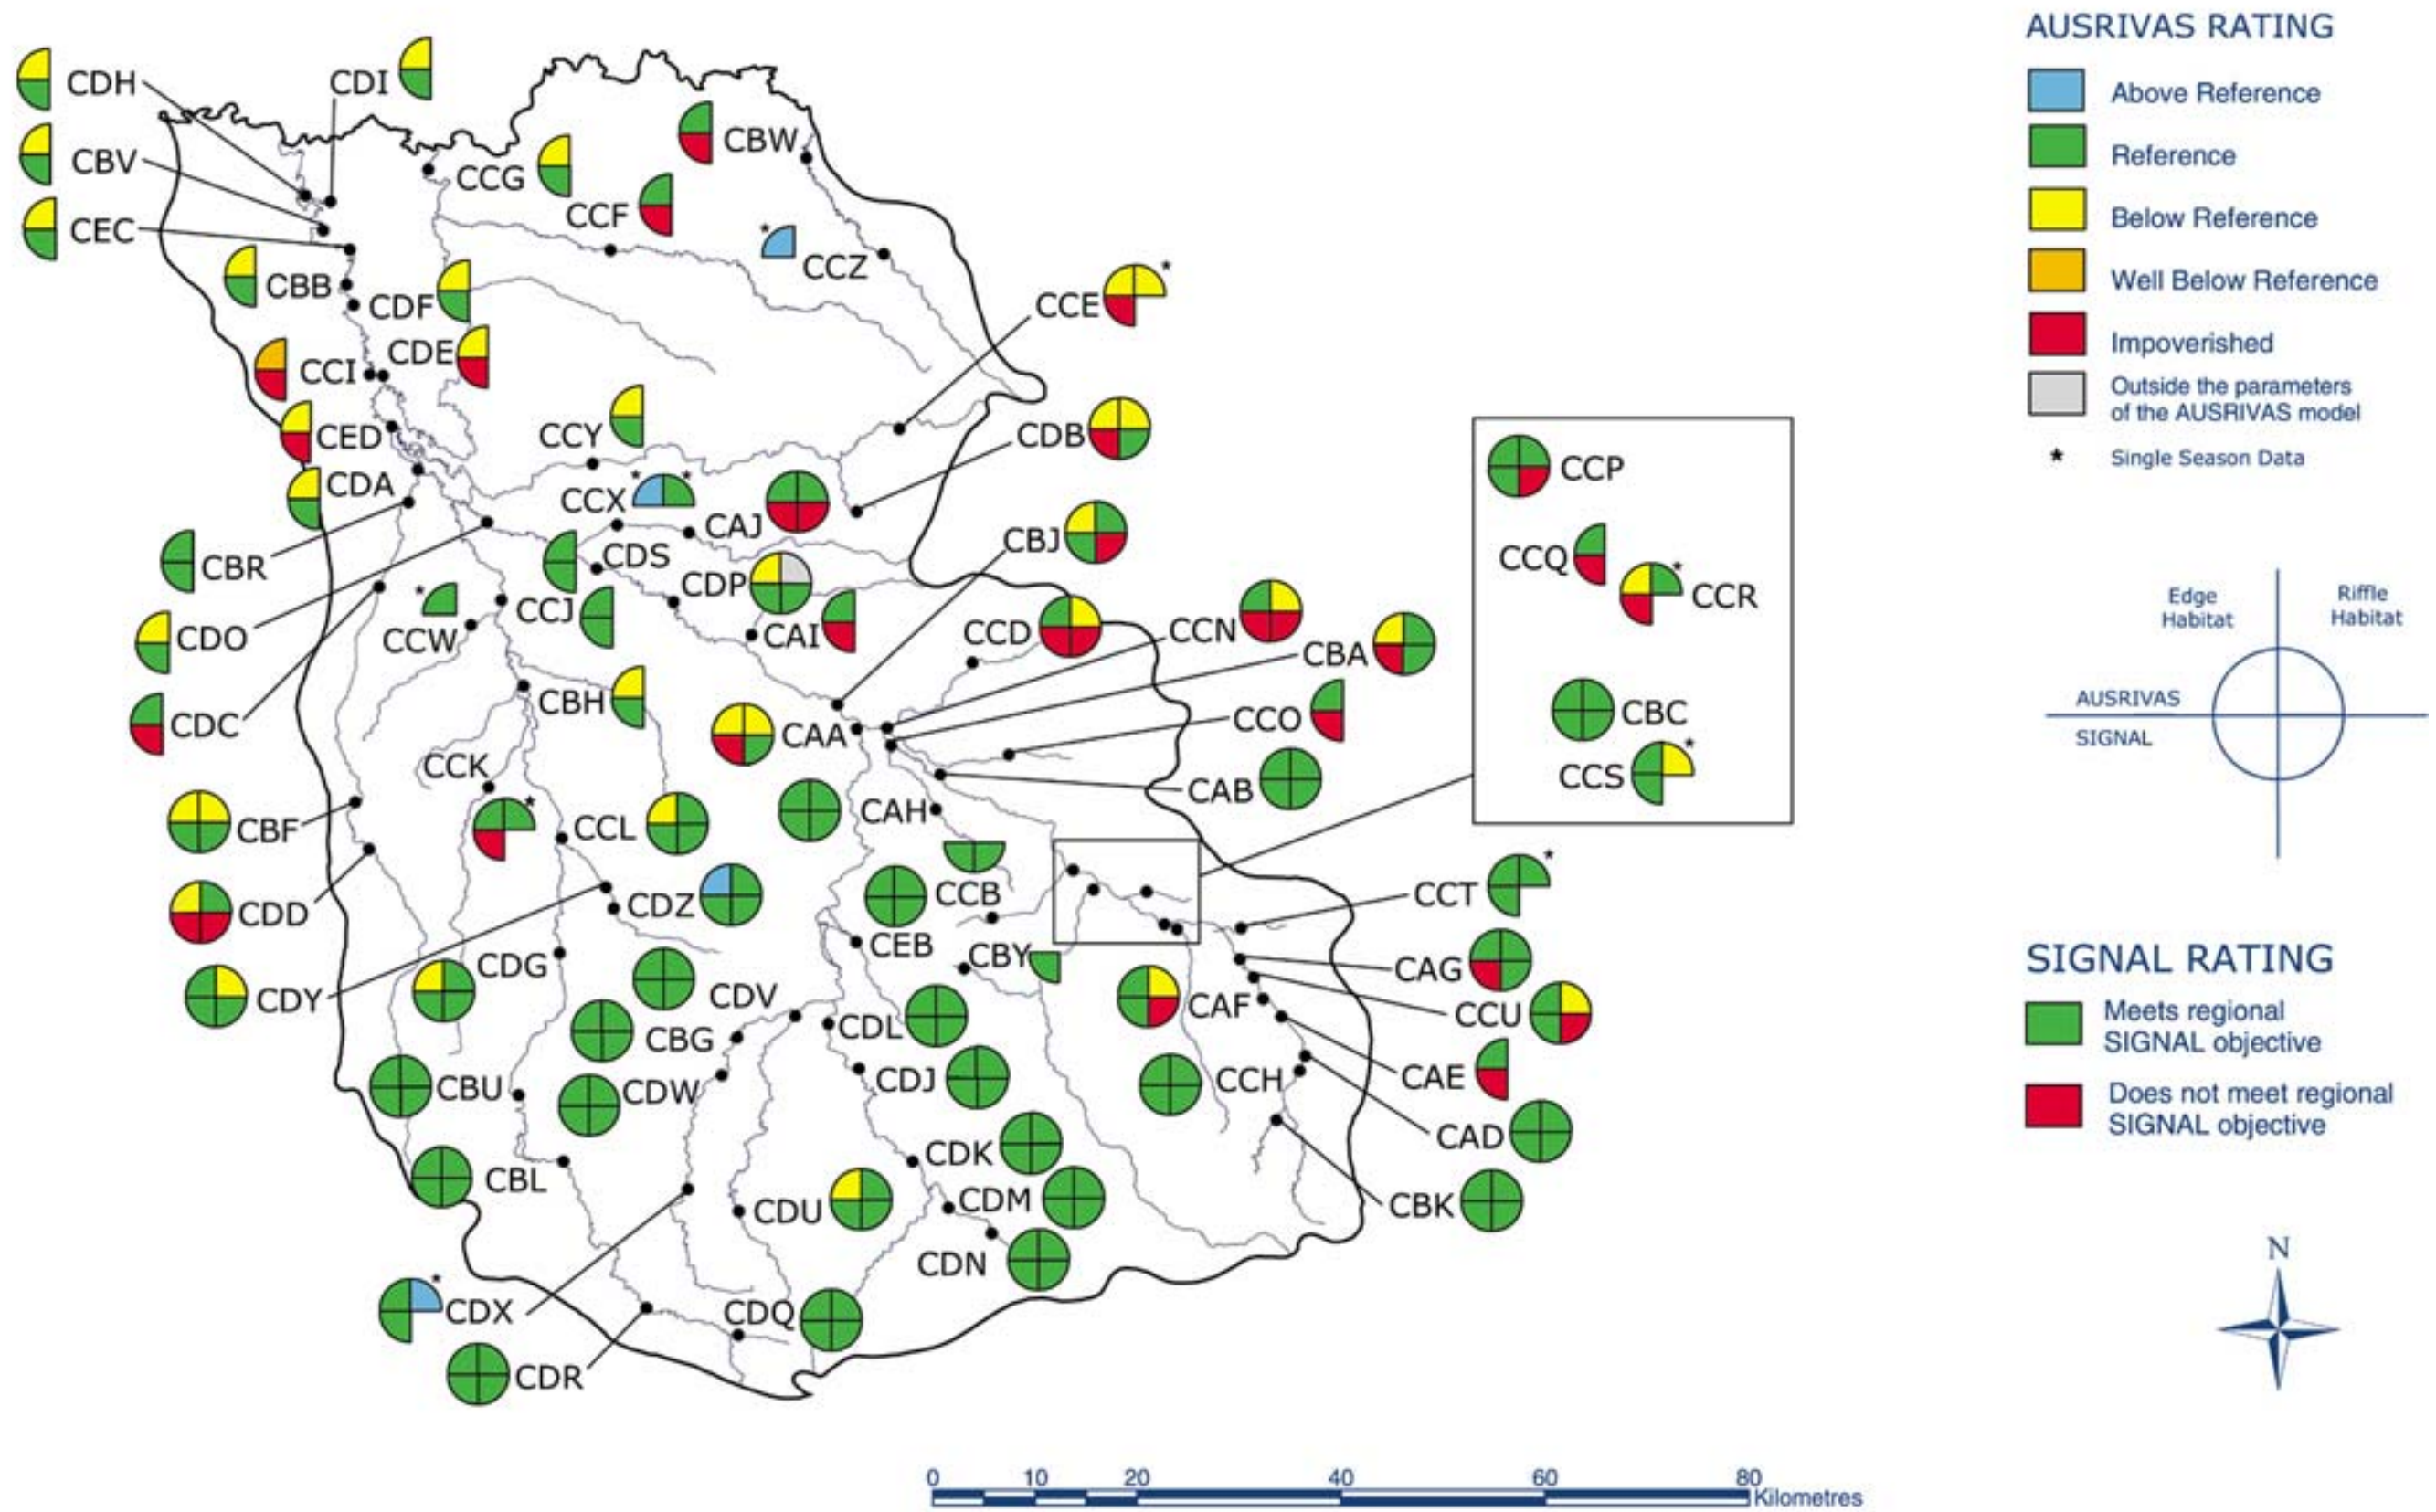 AUSRIVAS RATING
Above Reference
Reference
Below Reference
Well Below Reference
Impoverished
Outside the parameters
of the AUSRIVAS model
* Single Season Data
CDH
CDI
CBV
CEC
CCG
CBW
CCF
*
CCZ
CBB
CDF
CCE
*
CCI
CDE
CED
CCY
CDB
CDA
*
CCX
*
CAJ
CBR
CDS
CDP
CBJ
*
CCW
CCJ
CAI
CCD
CCN
CBA
CDO
CDC
CBH
CAA
CCO
CCK
*
CAB
CBF
CCL
CAH
CDD
CDZ
CCB
CEB
CDY
CDG
CBY
CDV
CBG
CDL
CAF
CCT
*
CAG
CCU
CBU
CDW
CDJ
CCH
CAE
CAD
CBL
CDK
CDU
CDM
CBK
CDN
*
CDX
CDQ
CDR
CCP
CCQ
*
CCR
CBC
CCS
*
Edge
Habitat
Riffle
Habitat
AUSRIVAS
SIGNAL
SIGNAL RATING
Meets regional
SIGNAL objective
Does not meet regional
SIGNAL objective
N
0 10 20 40 60 80
Kilometres